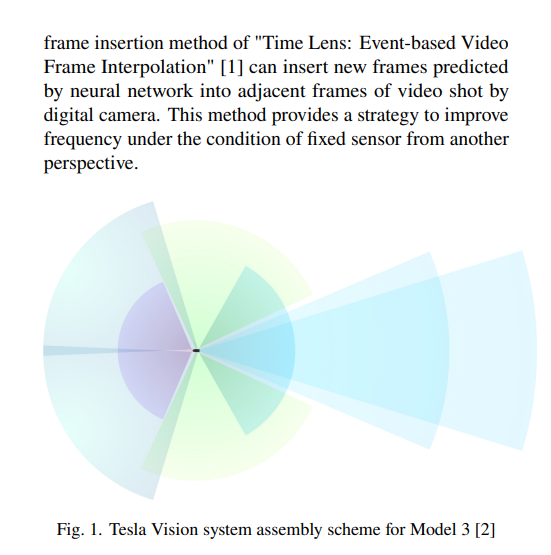 frame insertion method of "Time Lens: Event-based Video
Frame Interpolation" [1] can insert new frames predicted
by neural network into adjacent frames of video shot by
digital camera. This method provides a strategy to improve
frequency under the condition of fixed sensor from another
perspective.
Fig. 1. Tesla Vision system assembly scheme for Model 3 [2]